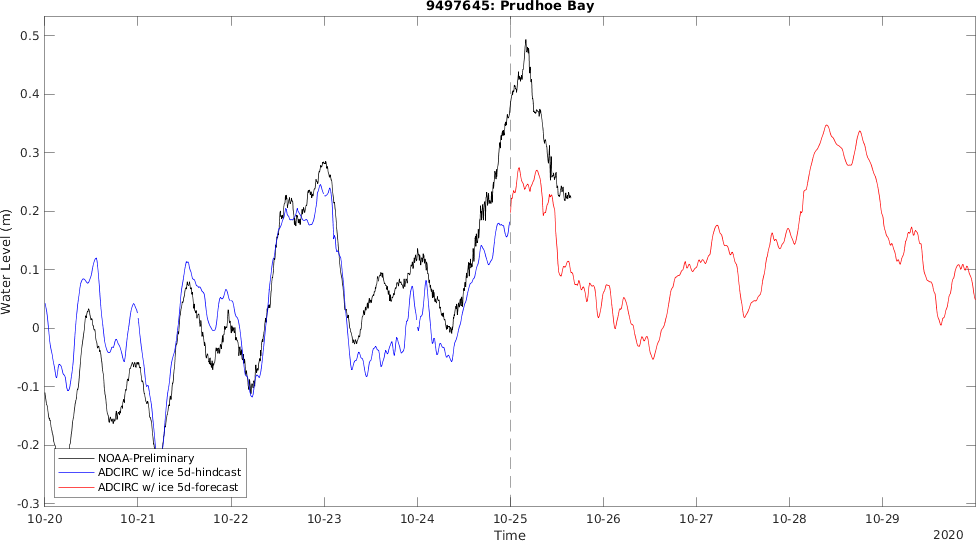 9497645: Prudhoe Bay
0.5
0.4
0.3
0.2
0.1
0
-0.1
-0.2
-0.3
Water Level (m)
NOAA-Preliminary
ADCIRC w/ ice 5d-hindcast
ADCIRC w/ ice 5d-forecast
10-20 10-21 10-22 10-23 10-24 10-25 10-26 10-27 10-28 10-29
Time
2020